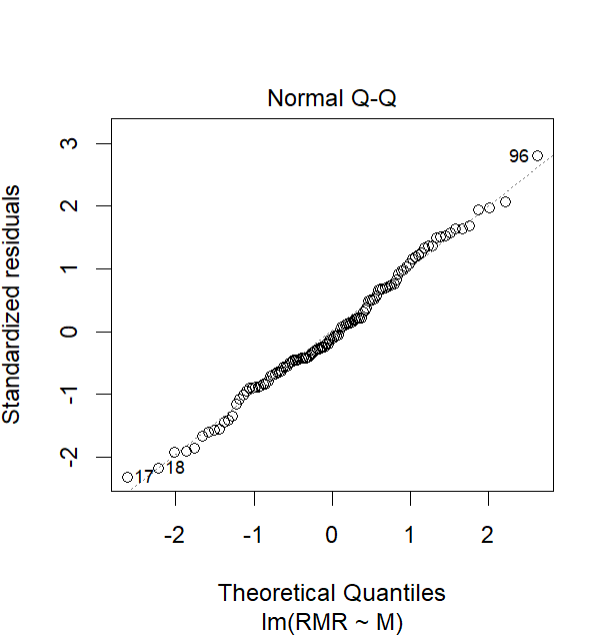 Normal Q-Q
Standardized residuals
3
2
1
0
-1
-2
96
17
18
-2 -1 0 1 2
Theoretical Quantiles
lm(RMR ~ M)